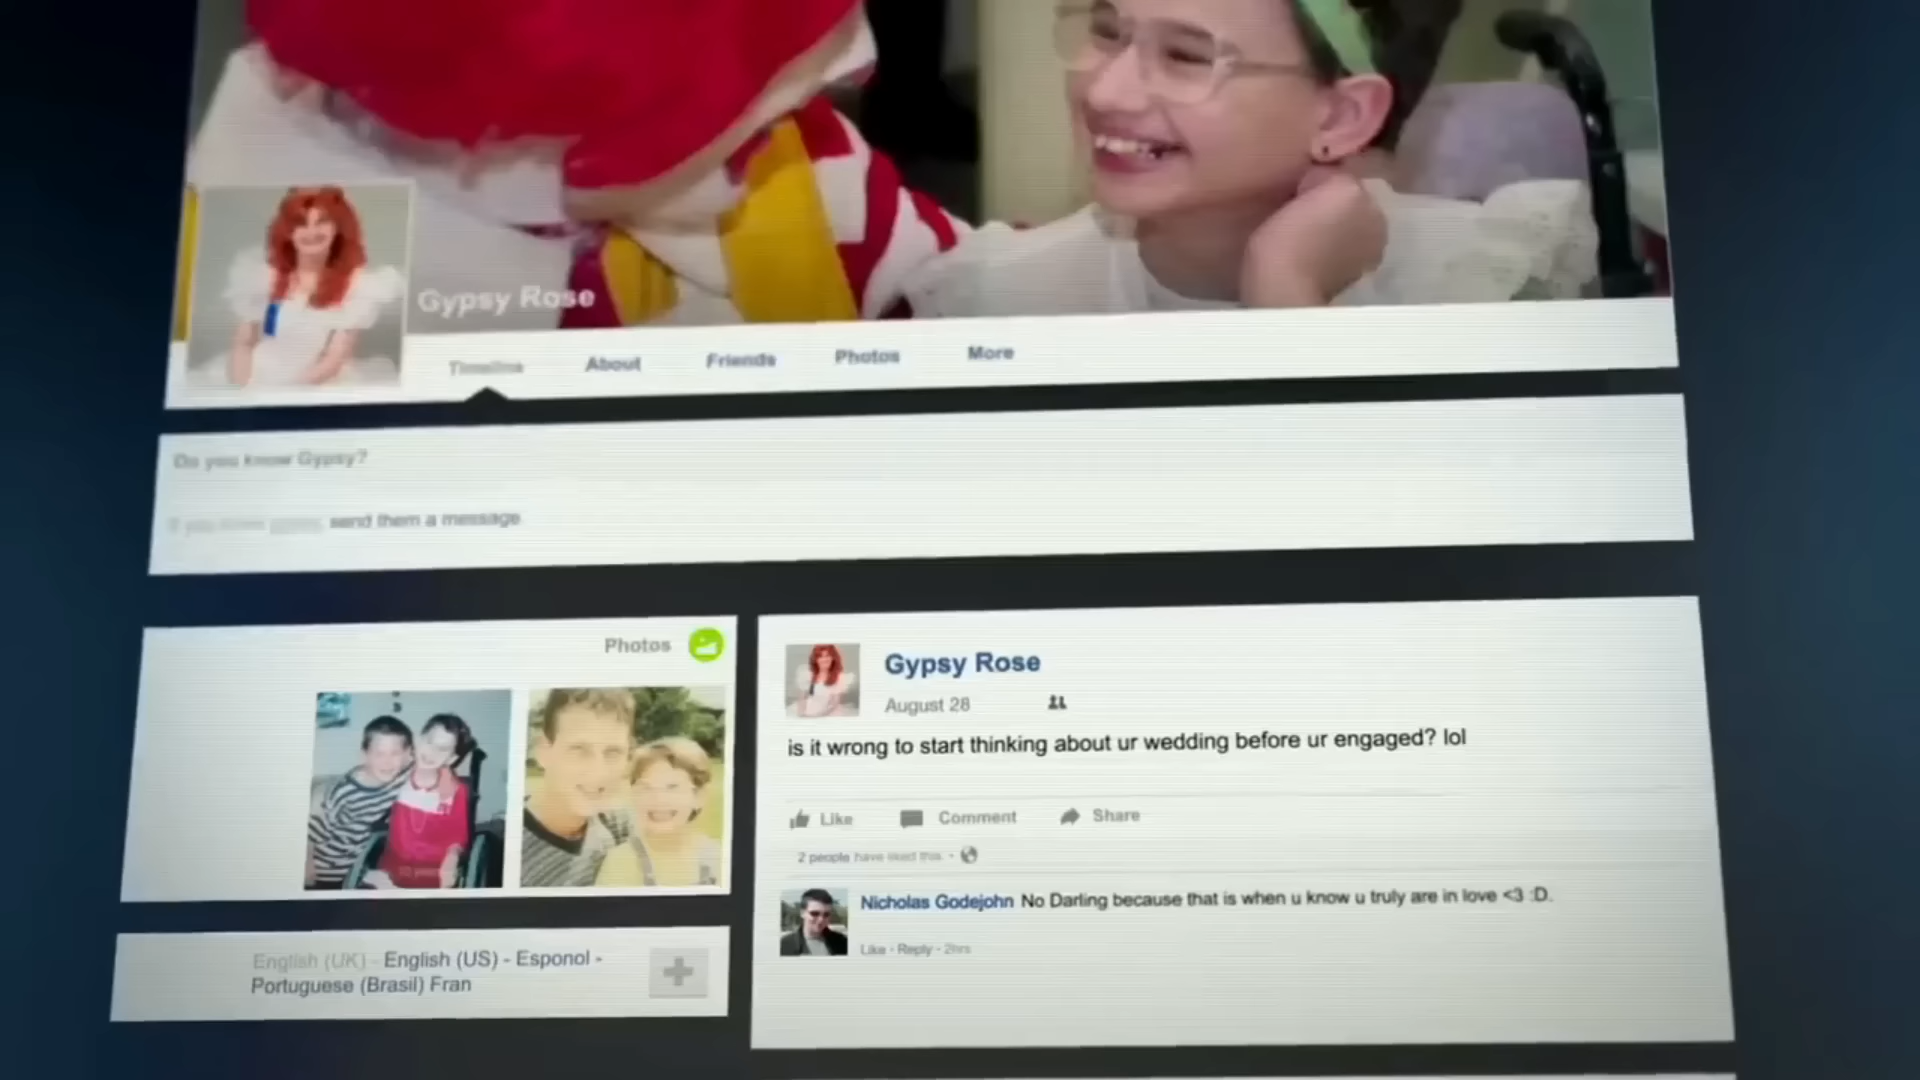 Gypsy Rose
Timeline About Friends Photos More
Do you know Gypsy?
If you know send them a message
Photos
English (UK) - English (US) - Esponol -
Portuguese (Brasil) Fran
Gypsy Rose
August 28
is it wrong to start thinking about ur wedding before ur engaged? lol
Like Comment Share
2 people have liked this. ·
Nicholas Godejohn No Darling because that is when u know u truly are in love <3 :D.
Like - Reply - 2hrs